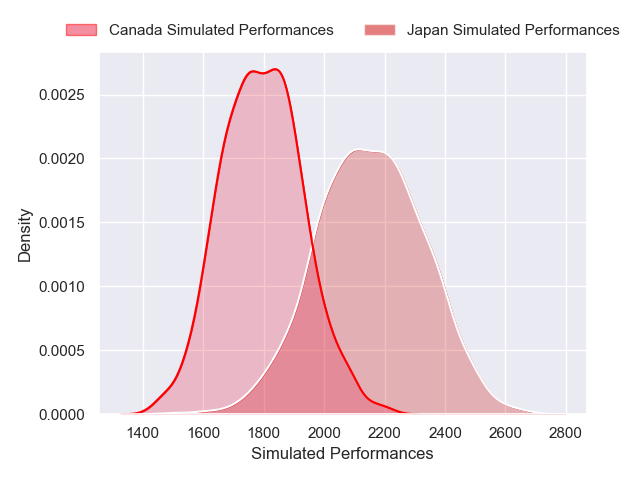 Canada Simulated Performances Japan Simulated Performances
0.0025
0.0020
0.0015
0.0010
0.0005
0.0000
Density
1400 1600 1800 2000 2200 2400 2600 2800
Simulated Performances